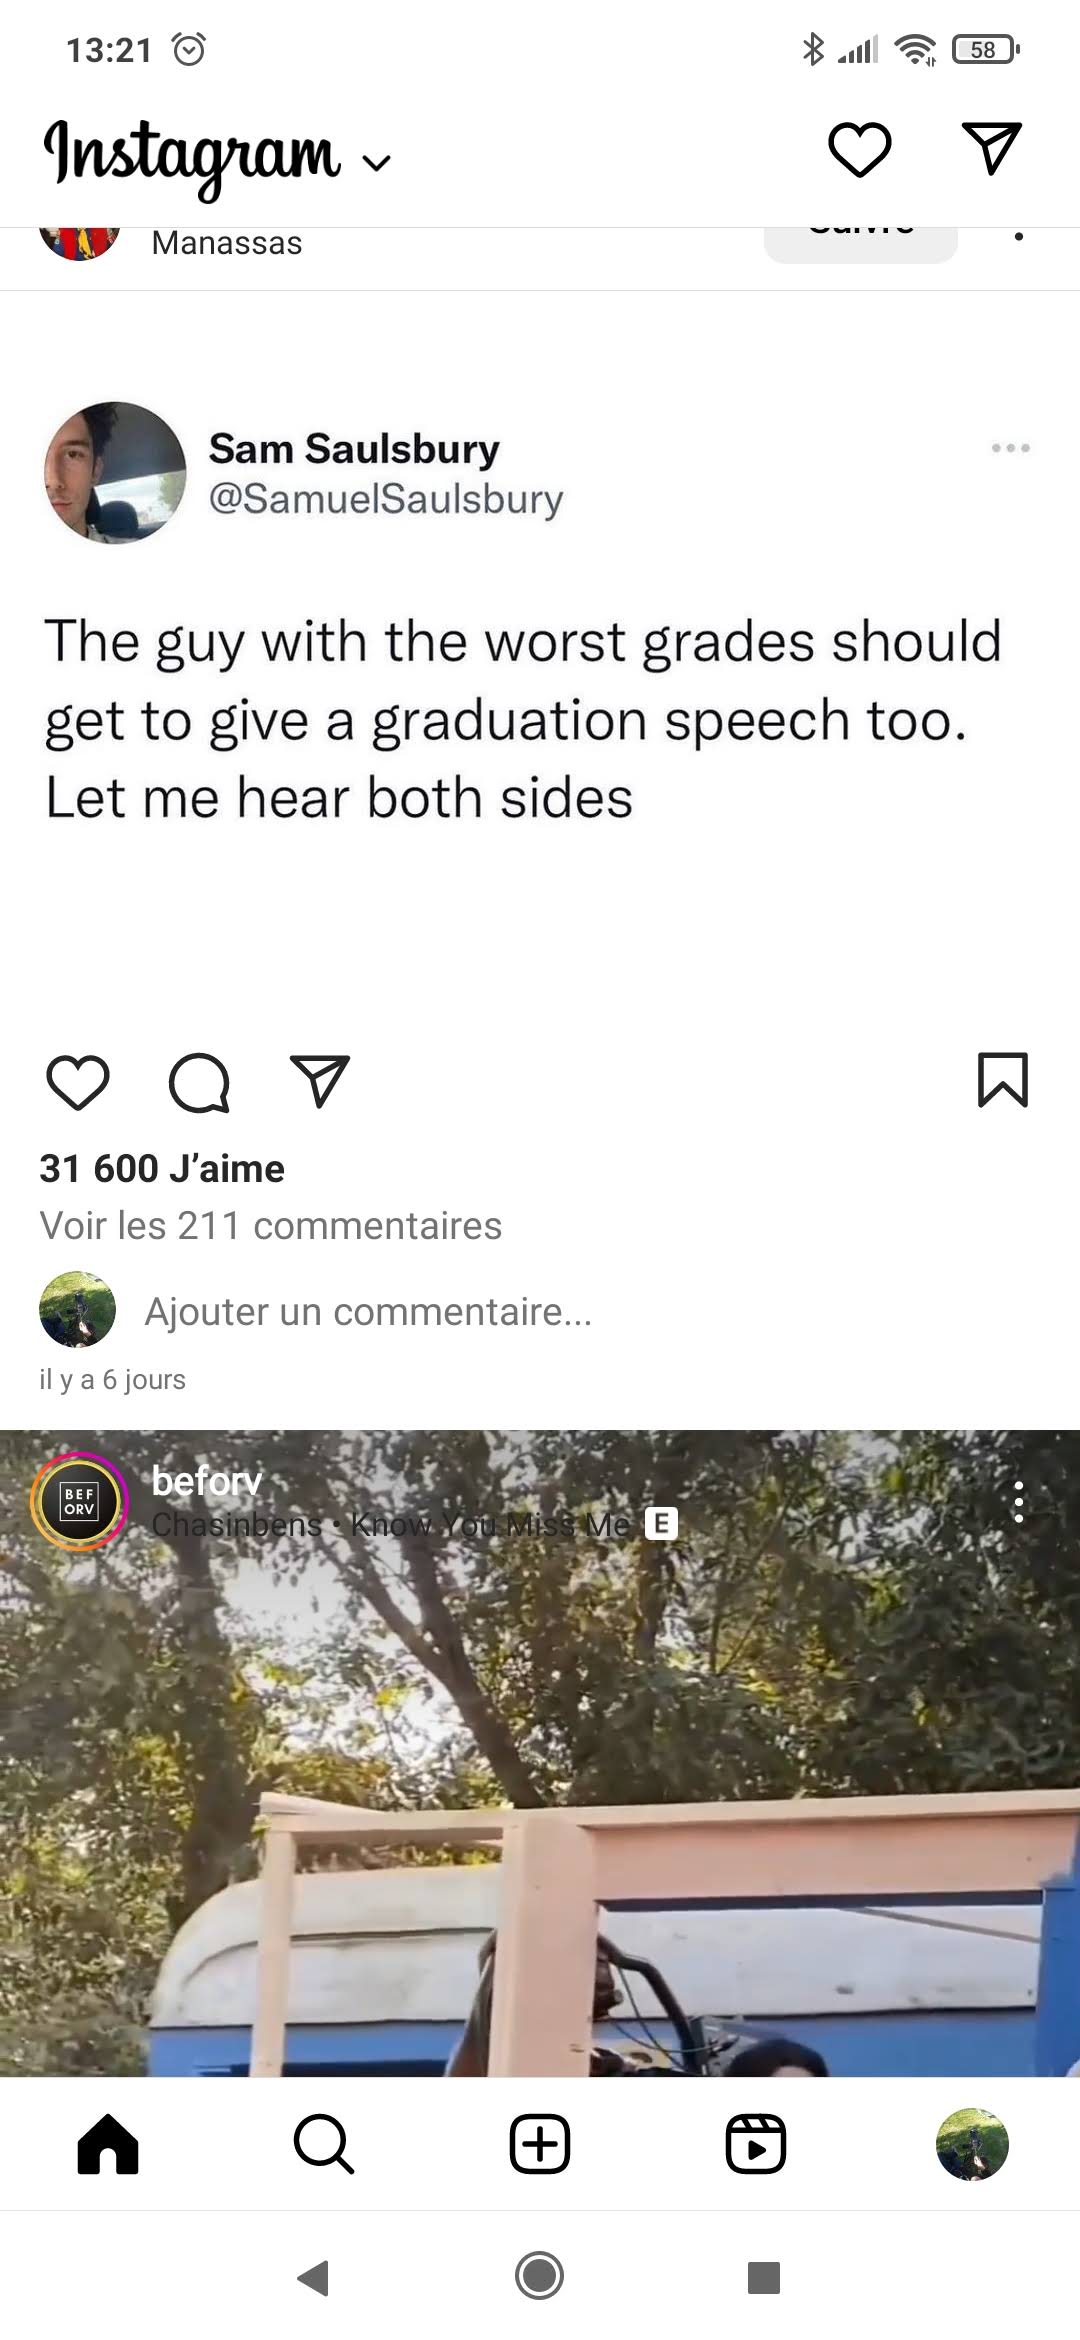 13:21
58
Instagram
Manassas
Suivre
Sam Saulsbury
@SamuelSaulsbury
The guy with the worst grades should
get to give a graduation speech too.
Let me hear both sides
31 600 J’aime
Voir les 211 commentaires
Ajouter un commentaire...
il y a 6 jours
BEF
ORV
beforv
Chasinbens • Know You Miss Me E